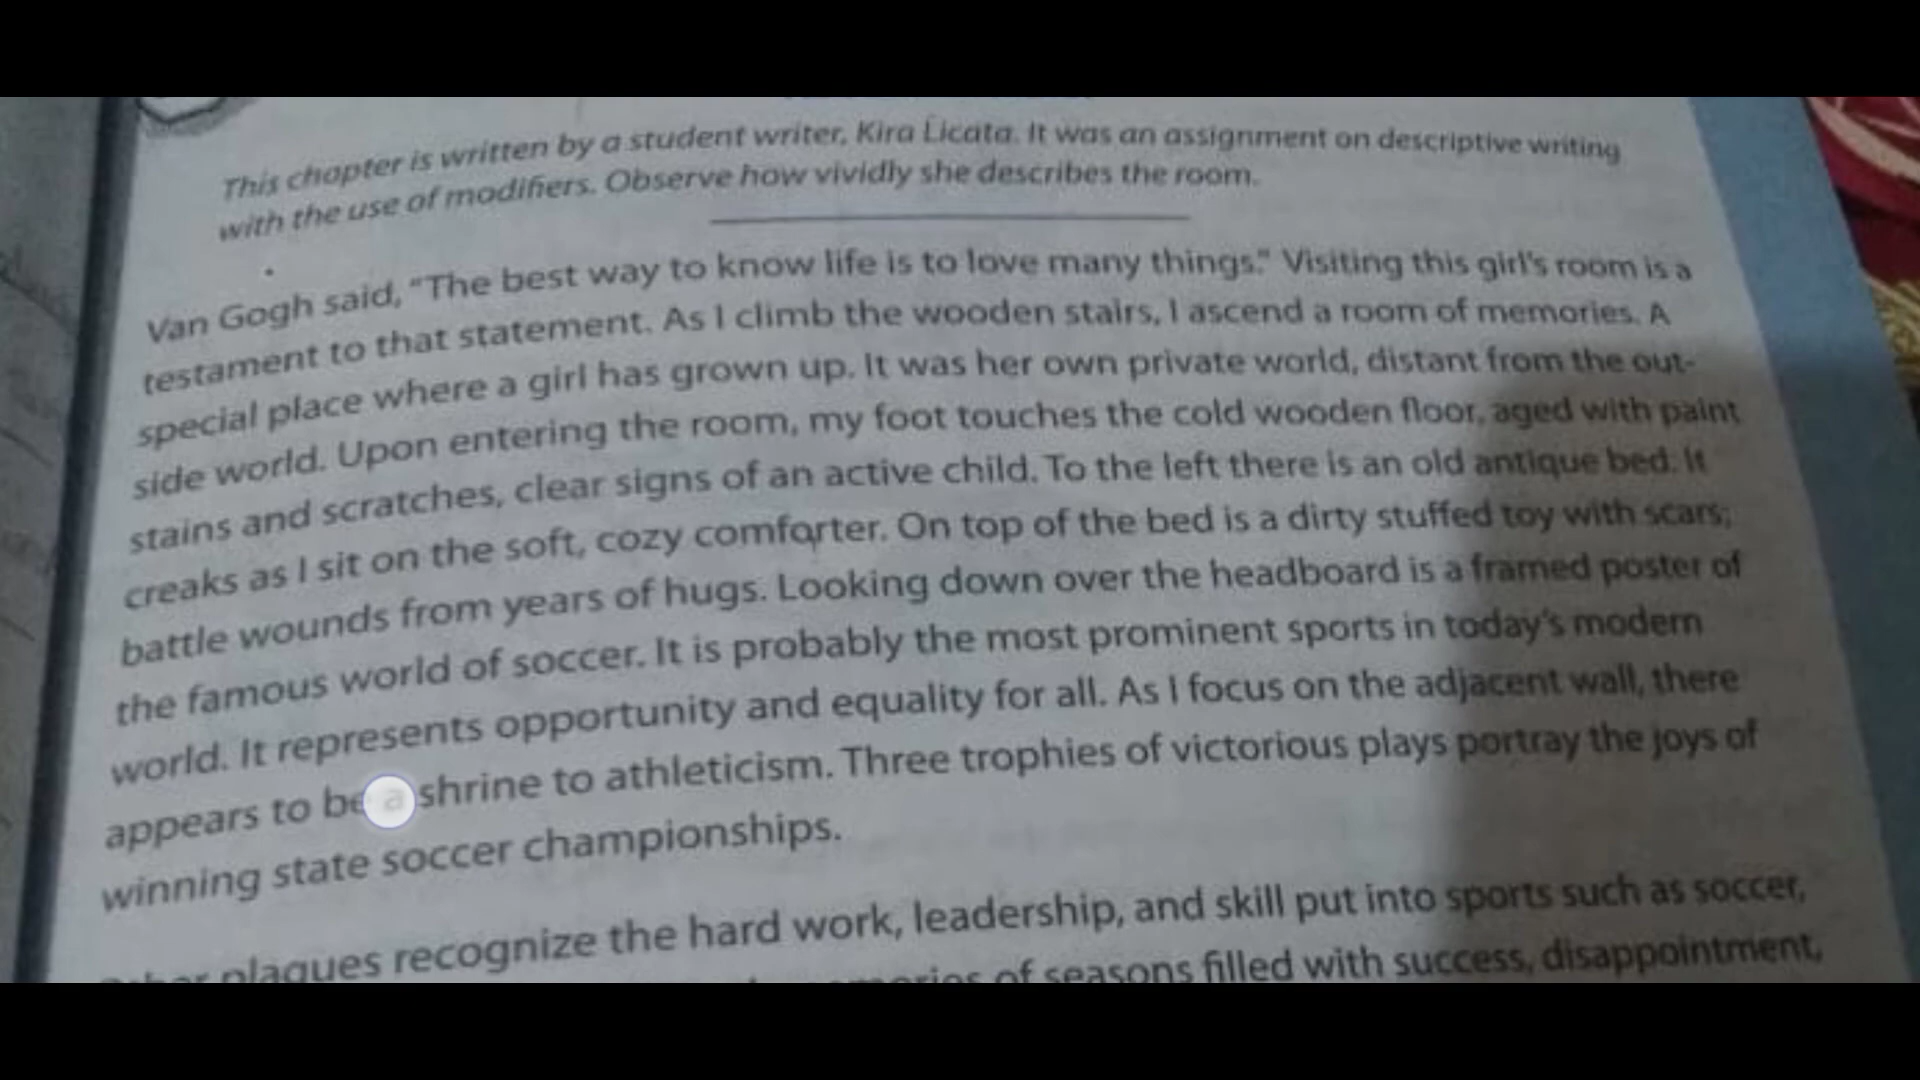 This chapter is written by a student writer, Kira Licata. It was an assignment on descriptive writing
with the use of modifiers. Observe how vividly she describes the room.
Van Gogh said, "The best way to know life is to love many things." Visiting this girl's room is a
testament to that statement. As I climb the wooden stairs, I ascend a room of memories. A
special place where a girl has grown up. It was her own private world, distant from the out-
side world. Upon entering the room, my foot touches the cold wooden floor, aged with paint
stains and scratches, clear signs of an active child. To the left there is an old antique bed. It
creaks as I sit on the soft, cozy comforter. On top of the bed is a dirty stuffed toy with scars;
battle wounds from years of hugs. Looking down over the headboard is a framed poster of
the famous world of soccer. It is probably the most prominent sports in today's modern
world. It represents opportunity and equality for all. As I focus on the adjacent wall, there
appears to be a shrine to athleticism. Three trophies of victorious plays portray the joys of
winning state soccer championships.
plaques recognize the hard work, leadership, and skill put into sports such as soccer,
of seasons filled with success, disappointment,